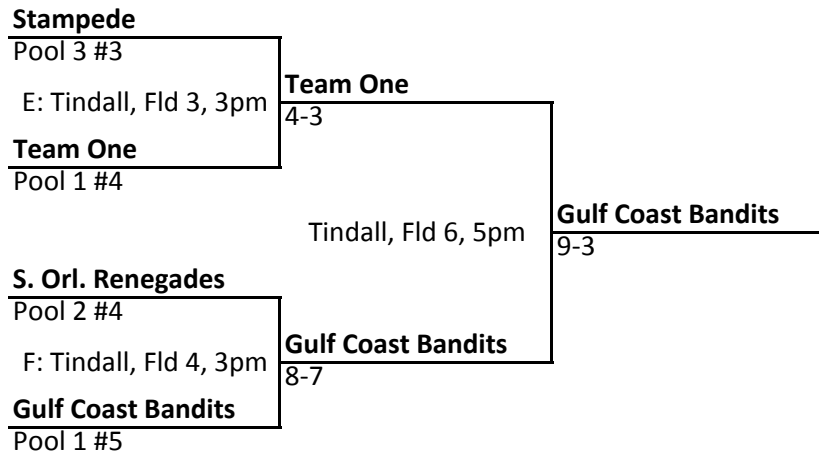 Stampede
Pool 3 #3
E: Tindall, Fld 3, 3pm
Team One
4-3
Team One
Pool 1 #4
Tindall, Fld 6, 5pm
Gulf Coast Bandits
9-3
S. Orl. Renegades
Pool 2 #4
F: Tindall, Fld 4, 3pm
Gulf Coast Bandits
8-7
Gulf Coast Bandits
Pool 1 #5